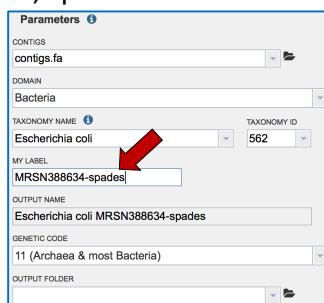 Parameters
CONTIGS
contigs.fa
DOMAIN
Bacteria
TAXONOMY NAME TAXONOMY ID
Escherichia coli 562
MY LABEL
MRSN388634-spades
OUTPUT NAME
Escherichia coli MRSN388634-spades
GENETIC CODE
11 (Archaea & most Bacteria)
OUTPUT FOLDER